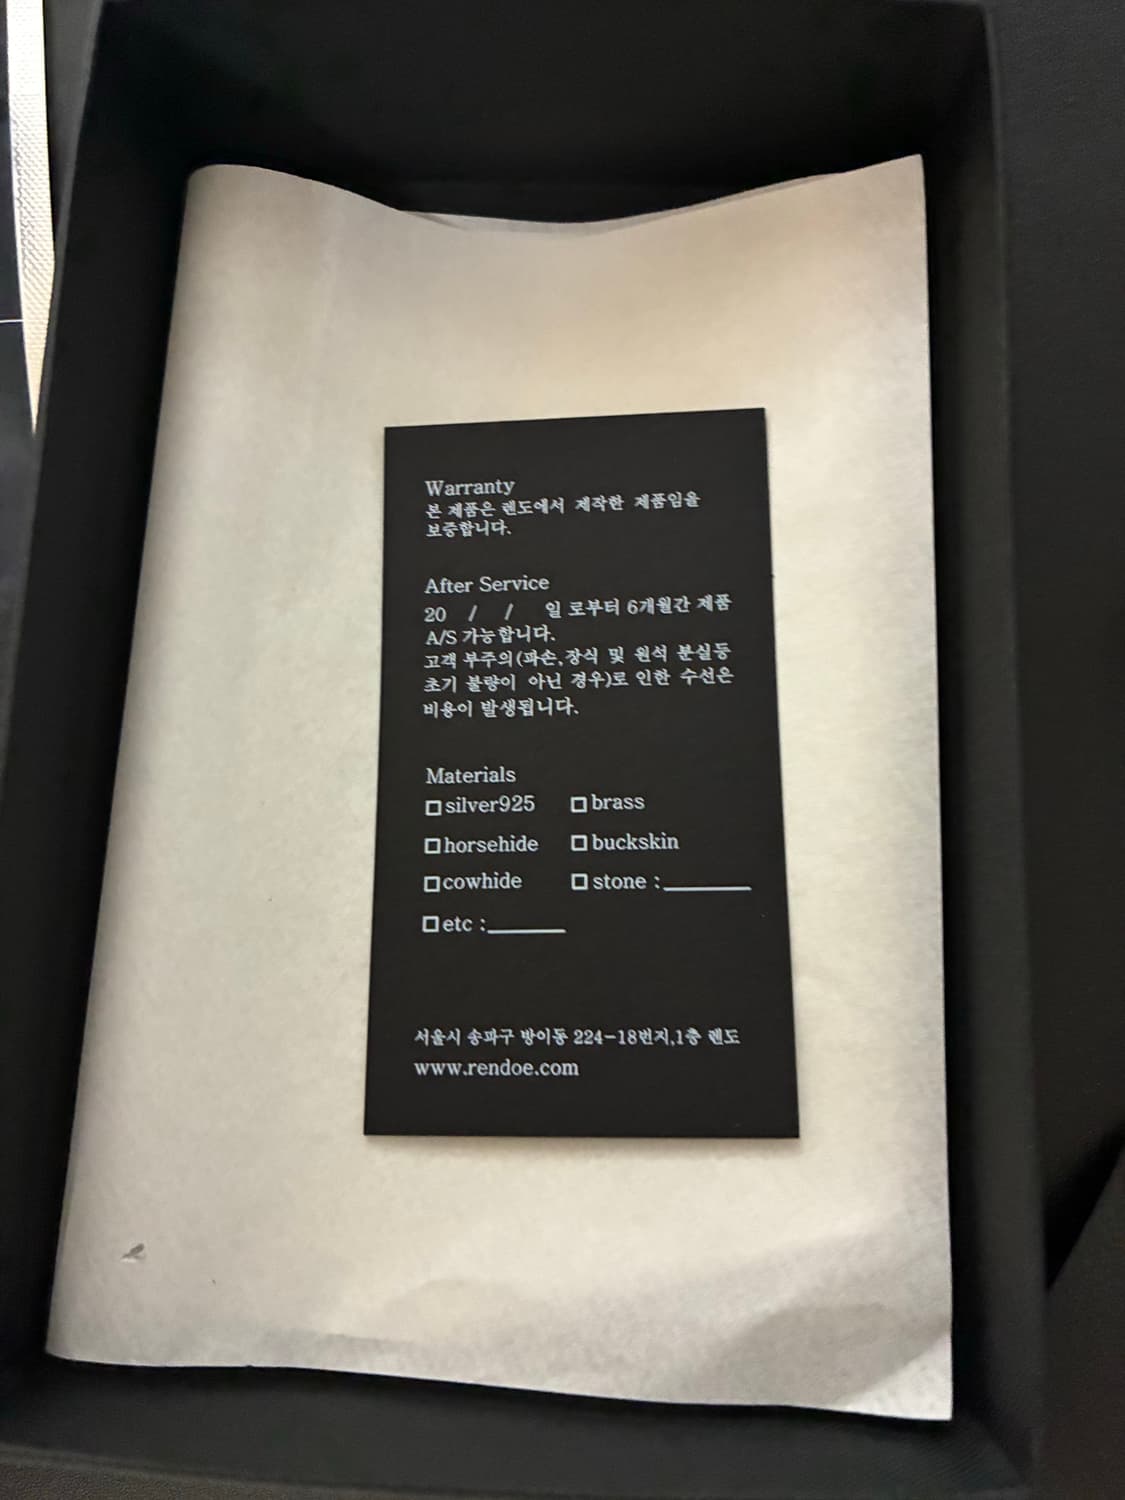 Warranty
본 제품은 렌도에서 제작한 제품임을
보증합니다.
After Service
20 / / 일 로부터 6개월간 제품
A/S 가능합니다.
고객 부주의(파손,장식 및 원석 분실등
초기 불량이 아닌 경우)로 인한 수선은
비용이 발생됩니다.
Materials
□ silver925 □ brass
□ horsehide □ buckskin
□ cowhide □ stone :______
□ etc :______
서울시 송파구 방이동 224-18번지,1층 렌도
www.rendoe.com